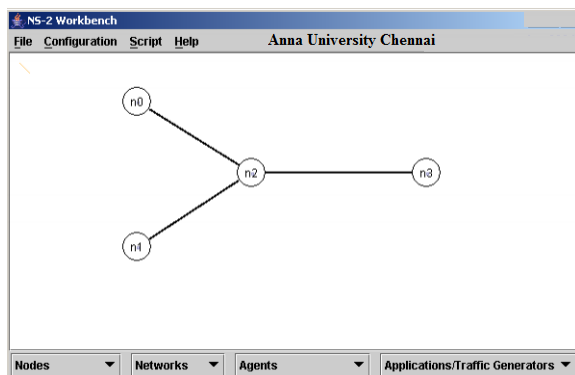 NS-2 Workbench
File Configuration Script Help Anna University Chennai
n0
n2 n3
n4
Nodes Networks Agents Applications/Traffic Generators